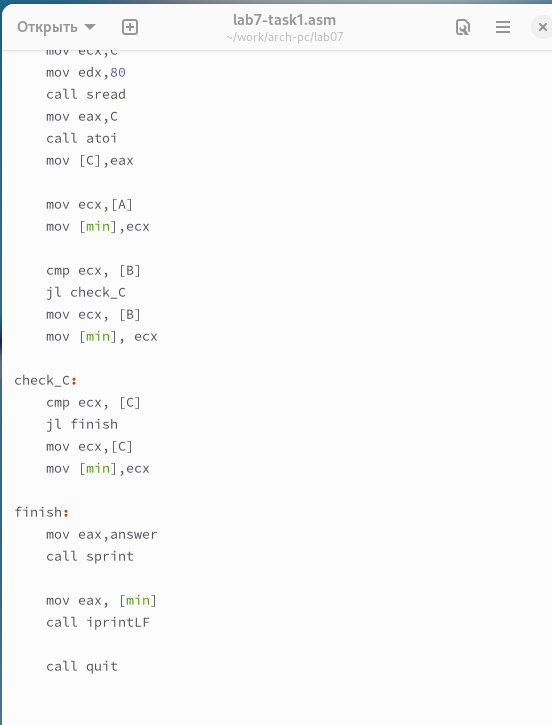 Открыть
lab7-task1.asm
~/work/arch-pc/lab07
mov ecx,C
mov edx,80
call sread
mov eax,C
call atoi
mov [C],eax
mov ecx,[A]
mov [min],ecx
cmp ecx, [B]
jl check_C
mov ecx, [B]
mov [min], ecx
check_C:
cmp ecx, [C]
jl finish
mov ecx,[C]
mov [min],ecx
finish:
mov eax,answer
call sprint
mov eax, [min]
call iprintLF
call quit